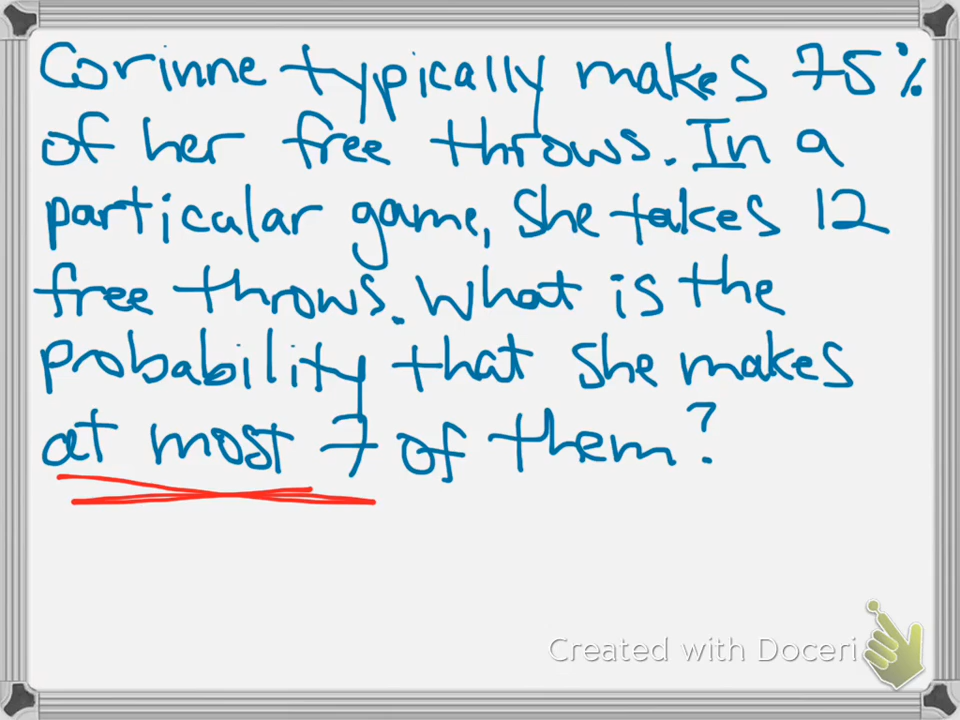 Corinne typically makes 75%
of her free throws. In a
particular game, she takes 12
free throws. What is the
probability that she makes
at most 7 of them?
Created with Doceri